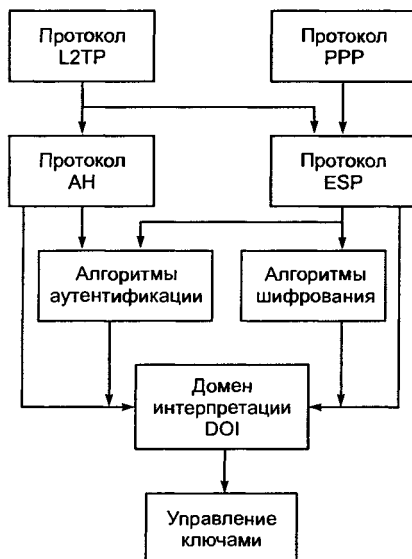 Протокол
L2TP
Протокол
PPP
Протокол
AH
Протокол
ESP
Алгоритмы
аутентификации
Алгоритмы
шифрования
Домен
интерпретации
DOI
Управление
ключами